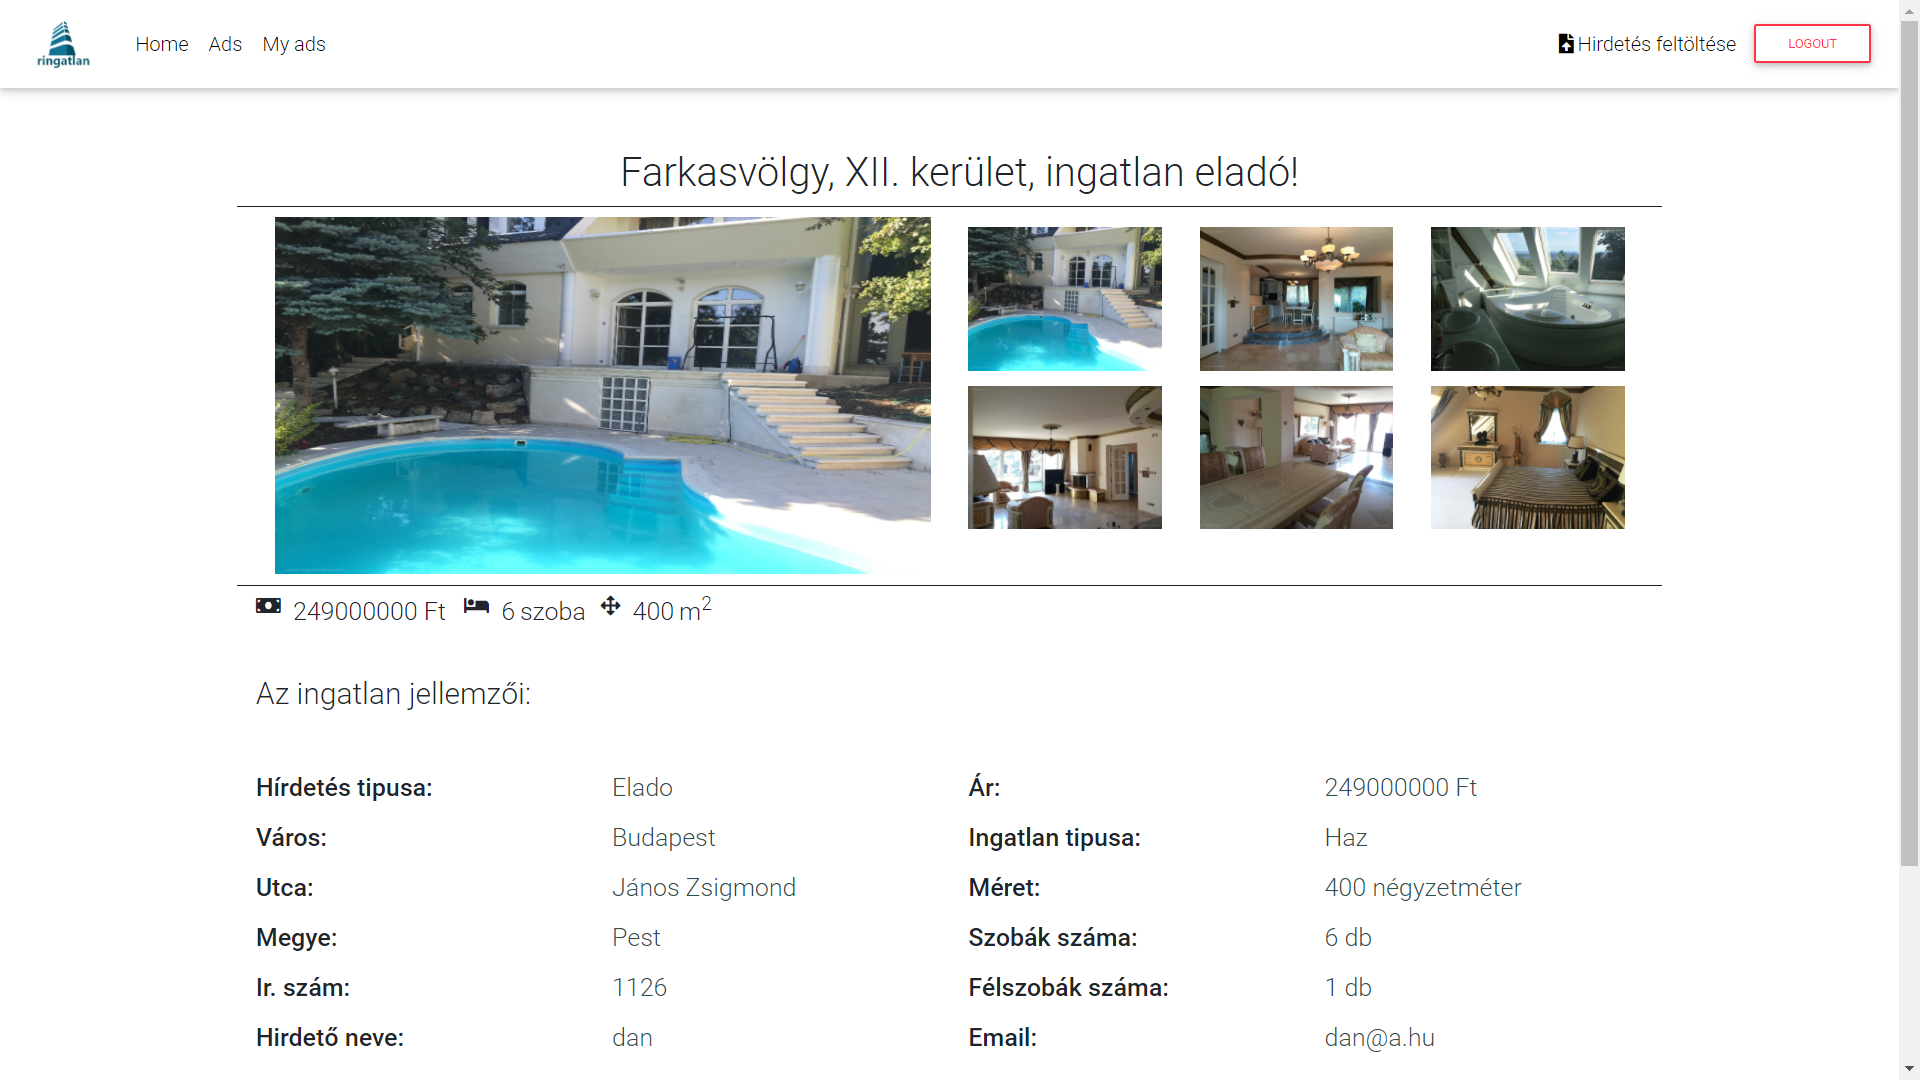 ringatlan
Home Ads My ads Hirdetés feltöltése LOGOUT
Farkasvölgy, XII. kerület, ingatlan eladó!
249000000 Ft 6 szoba 400 m2
Az ingatlan jellemzői:
Hírdetés tipusa: Elado Ár: 249000000 Ft
Város: Budapest Ingatlan tipusa: Haz
Utca: János Zsigmond Méret: 400 négyzetméter
Megye: Pest Szobák száma: 6 db
Ir. szám: 1126 Félszobák száma: 1 db
Hirdető neve: dan Email: dan@a.hu